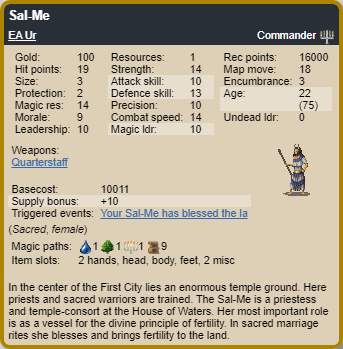 Sal-Me
EA Ur Commander
Gold: 100 Resources: 1 Rec points: 16000
Hit points: 19 Strength: 14 Map move: 18
Size: 3 Attack skill: 10 Encumbrance: 3
Protection: 2 Defence skill: 13 Age: 22
Magic res: 14 Precision: 10 (75)
Morale: 9 Combat speed: 14 Undead ldr: 0
Leadership: 10 Magic ldr: 10
Weapons:
Quarterstaff
Basecost: 10011
Supply bonus: +10
Triggered events: Your Sal-Me has blessed the la
(Sacred, female)
Magic paths: 1 1 1 9
Item slots: 2 hands, head, body, feet, 2 misc
In the center of the First City lies an enormous temple ground. Here
priests and sacred warriors are trained. The Sal-Me is a priestess
and temple-consort at the House of Waters. Her most important role
is as a vessel for the divine principle of fertility. In sacred marriage
rites she blesses and brings fertility to the land.